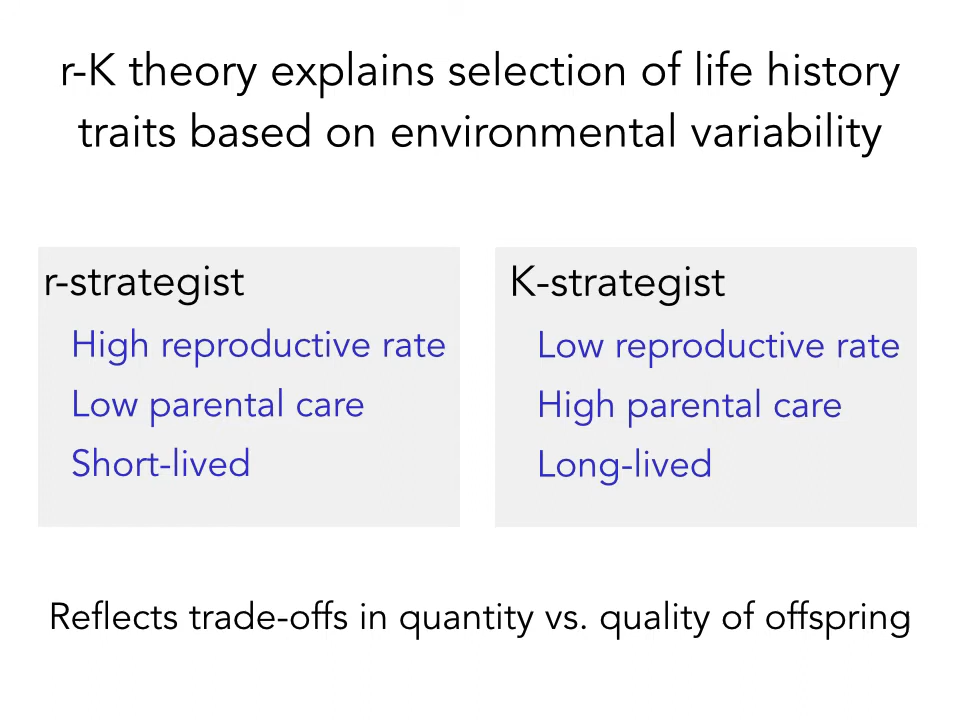 r-K theory explains selection of life history
traits based on environmental variability
r-strategist
High reproductive rate
Low parental care
Short-lived
K-strategist
Low reproductive rate
High parental care
Long-lived
Reflects trade-offs in quantity vs. quality of offspring